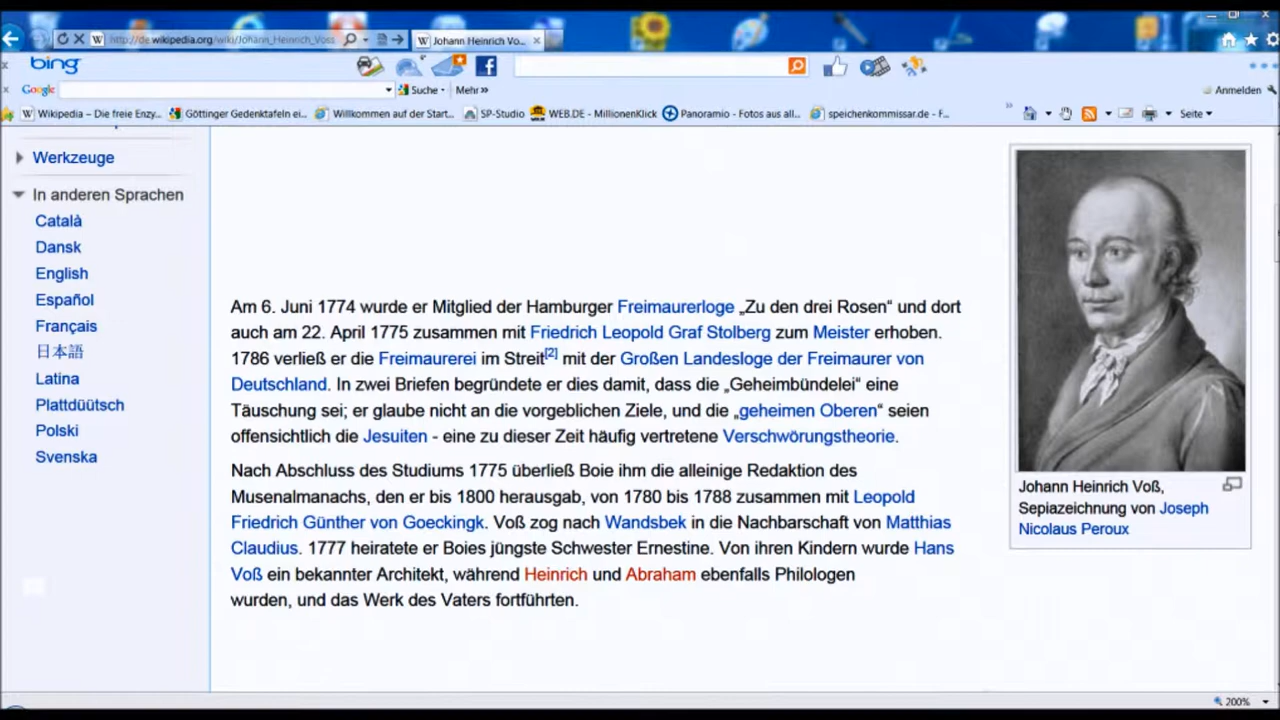 http://de.wikipedia.org/wiki/Johann_Heinrich_Voss
Johann Heinrich Vo...
bing
Google
Suche
Mehr »
Anmelden
Wikipedia – Die freie Enzy...
Göttinger Gedenktafeln ei...
Willkommen auf der Start...
SP-Studio
WEB.DE - MillionenKlick
Panoramio - Fotos aus all...
speichenkommissar.de - F...
Seite
Werkzeuge
In anderen Sprachen
Català
Dansk
English
Español
Français
日本語
Latina
Plattdüütsch
Polski
Svenska
Am 6. Juni 1774 wurde er Mitglied der Hamburger Freimaurerloge „Zu den drei Rosen“ und dort
auch am 22. April 1775 zusammen mit Friedrich Leopold Graf Stolberg zum Meister erhoben.
1786 verließ er die Freimaurerei im Streit[2] mit der Großen Landesloge der Freimaurer von
Deutschland. In zwei Briefen begründete er dies damit, dass die „Geheimbündelei“ eine
Täuschung sei; er glaube nicht an die vorgeblichen Ziele, und die „geheimen Oberen“ seien
offensichtlich die Jesuiten - eine zu dieser Zeit häufig vertretene Verschwörungstheorie.
Nach Abschluss des Studiums 1775 überließ Boie ihm die alleinige Redaktion des
Musenalmanachs, den er bis 1800 herausgab, von 1780 bis 1788 zusammen mit Leopold
Friedrich Günther von Goeckingk. Voß zog nach Wandsbek in die Nachbarschaft von Matthias
Claudius. 1777 heiratete er Boies jüngste Schwester Ernestine. Von ihren Kindern wurde Hans
Voß ein bekannter Architekt, während Heinrich und Abraham ebenfalls Philologen
wurden, und das Werk des Vaters fortführten.
Johann Heinrich Voß,
Sepiazeichnung von Joseph
Nicolaus Peroux
200%